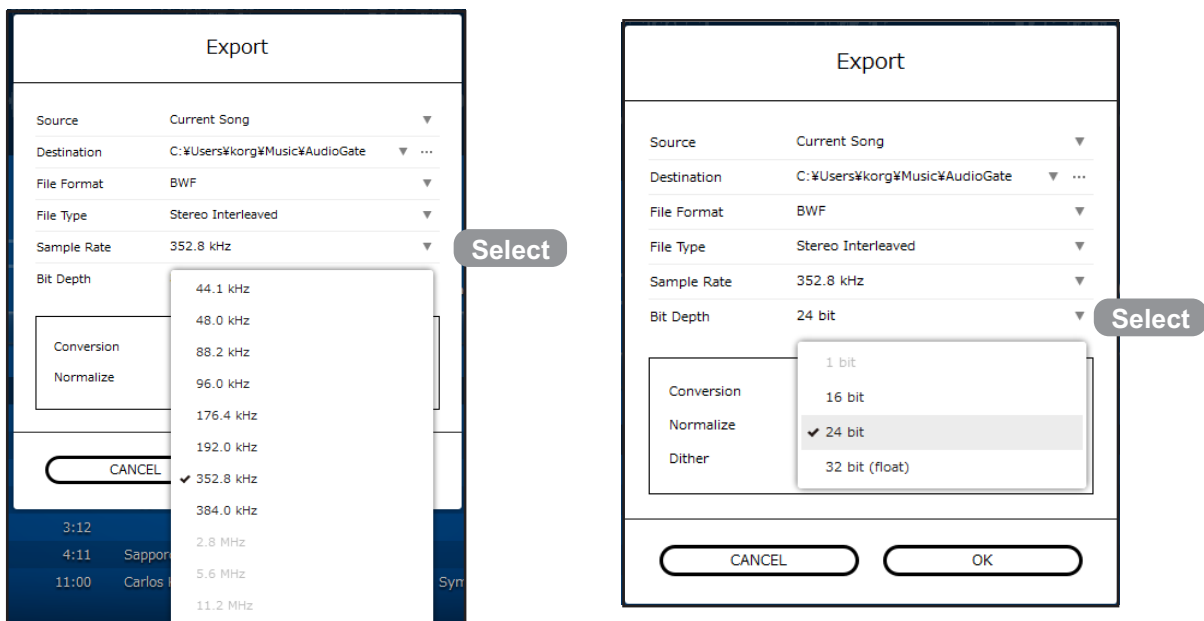 Export
Source Current Song ▼
Destination C:¥Users¥korg¥Music¥AudioGate ▼ ...
File Format BWF ▼
File Type Stereo Interleaved ▼
Sample Rate 352.8 kHz ▼
Select
Bit Depth
44.1 kHz
48.0 kHz
Conversion
88.2 kHz
Normalize
96.0 kHz
176.4 kHz
192.0 kHz
CANCEL
✔ 352.8 kHz
384.0 kHz
3:12
2.8 MHz
4:11 Sappor
5.6 MHz
11:00 Carlos
Sym
11.2 MHz
Export
Source Current Song ▼
Destination C:¥Users¥korg¥Music¥AudioGate ▼ ...
File Format BWF ▼
File Type Stereo Interleaved ▼
Sample Rate 352.8 kHz ▼
Bit Depth 24 bit ▼
Select
1 bit
Conversion
16 bit
Normalize
✔ 24 bit
Dither
32 bit (float)
CANCEL OK